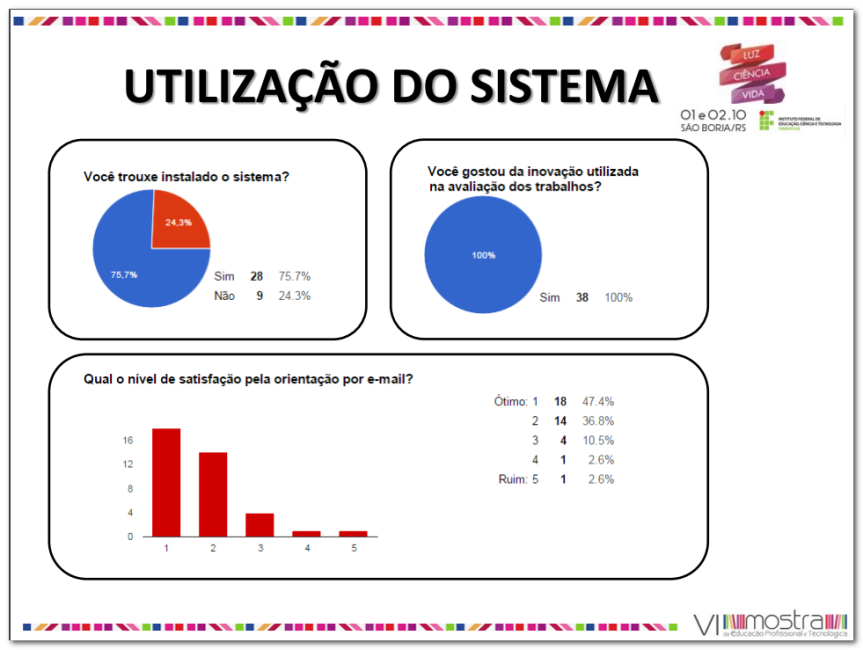 UTILIZAÇÃO DO SISTEMA
LUZ
CIÊNCIA
VIDA
01 e 02.10
SÃO BORJA/RS
INSTITUTO FEDERAL DE
EDUCAÇÃO, CIÊNCIA E TECNOLOGIA
Você trouxe instalado o sistema?
24,3%
75,7%
Sim 28 75.7%
Não 9 24.3%
Você gostou da inovação utilizada
na avaliação dos trabalhos?
100%
Sim 38 100%
Qual o nível de satisfação pela orientação por e-mail?
16
12
8
4
0
1 2 3 4 5
Ótimo: 1 18 47.4%
2 14 36.8%
3 4 10.5%
4 1 2.6%
Ruim: 5 1 2.6%
VI mostra
de Educação Profissional e Tecnológica